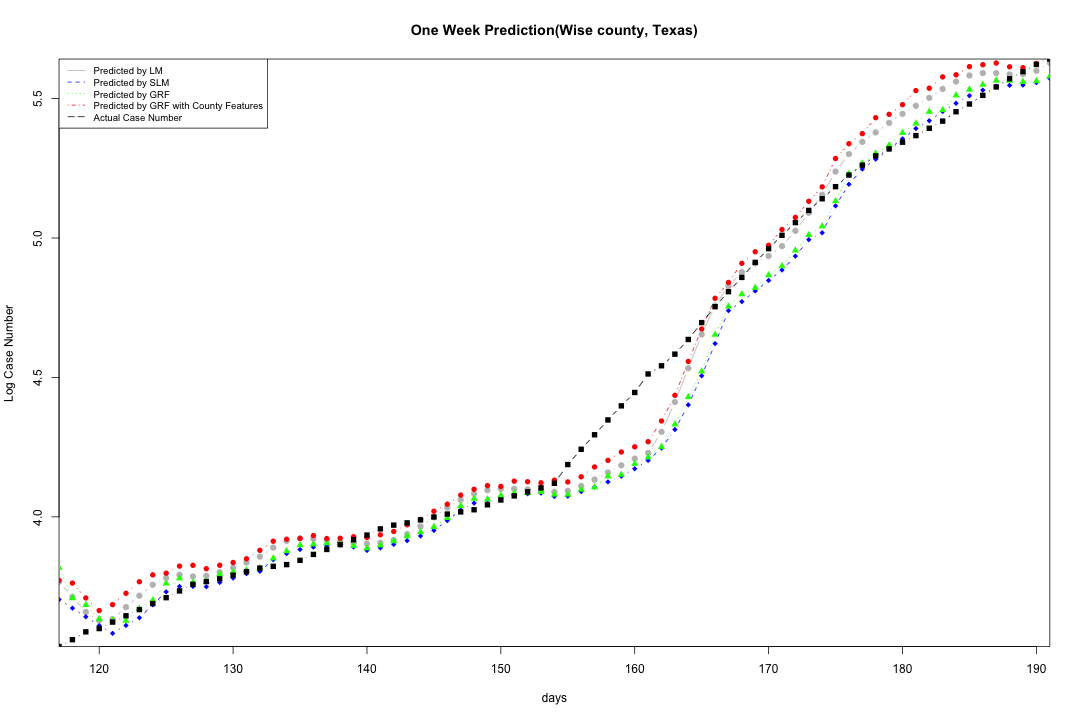 One Week Prediction(Wise county, Texas)
Predicted by LM
Predicted by SLM
Predicted by GRF
Predicted by GRF with County Features
Actual Case Number
5.5
5.0
4.5
4.0
Log Case Number
120 130 140 150 160 170 180 190
days